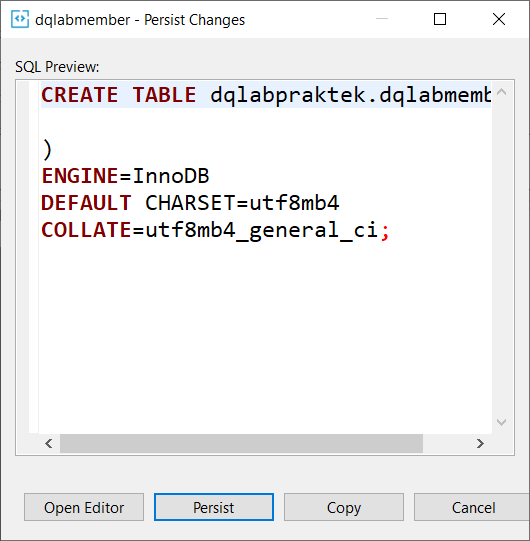 dqlabmember - Persist Changes
SQL Preview:
CREATE TABLE dqlabpraktek.dqlabmemb
)
ENGINE=InnoDB
DEFAULT CHARSET=utf8mb4
COLLATE=utf8mb4_general_ci;
Open Editor
Persist
Copy
Cancel